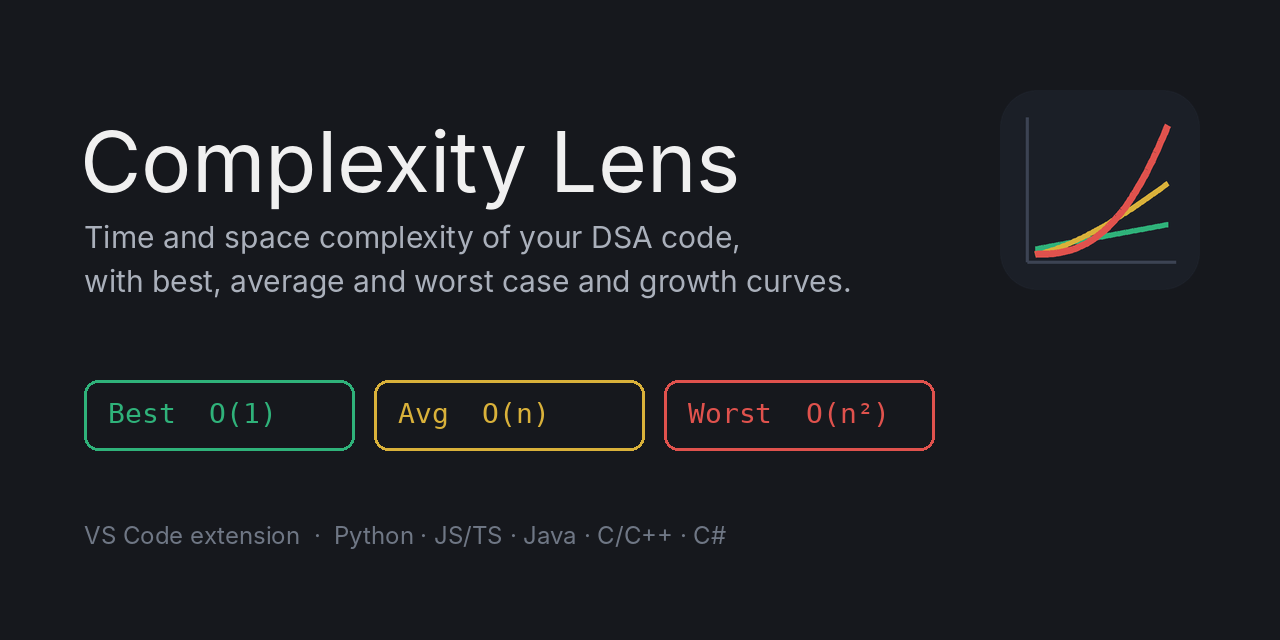 Complexity Lens
Time and space complexity of your DSA code,
with best, average and worst case and growth curves.
Best  O(1)
Avg  O(n)
Worst  O(n²)
VS Code extension · Python · JS/TS · Java · C/C++ · C#